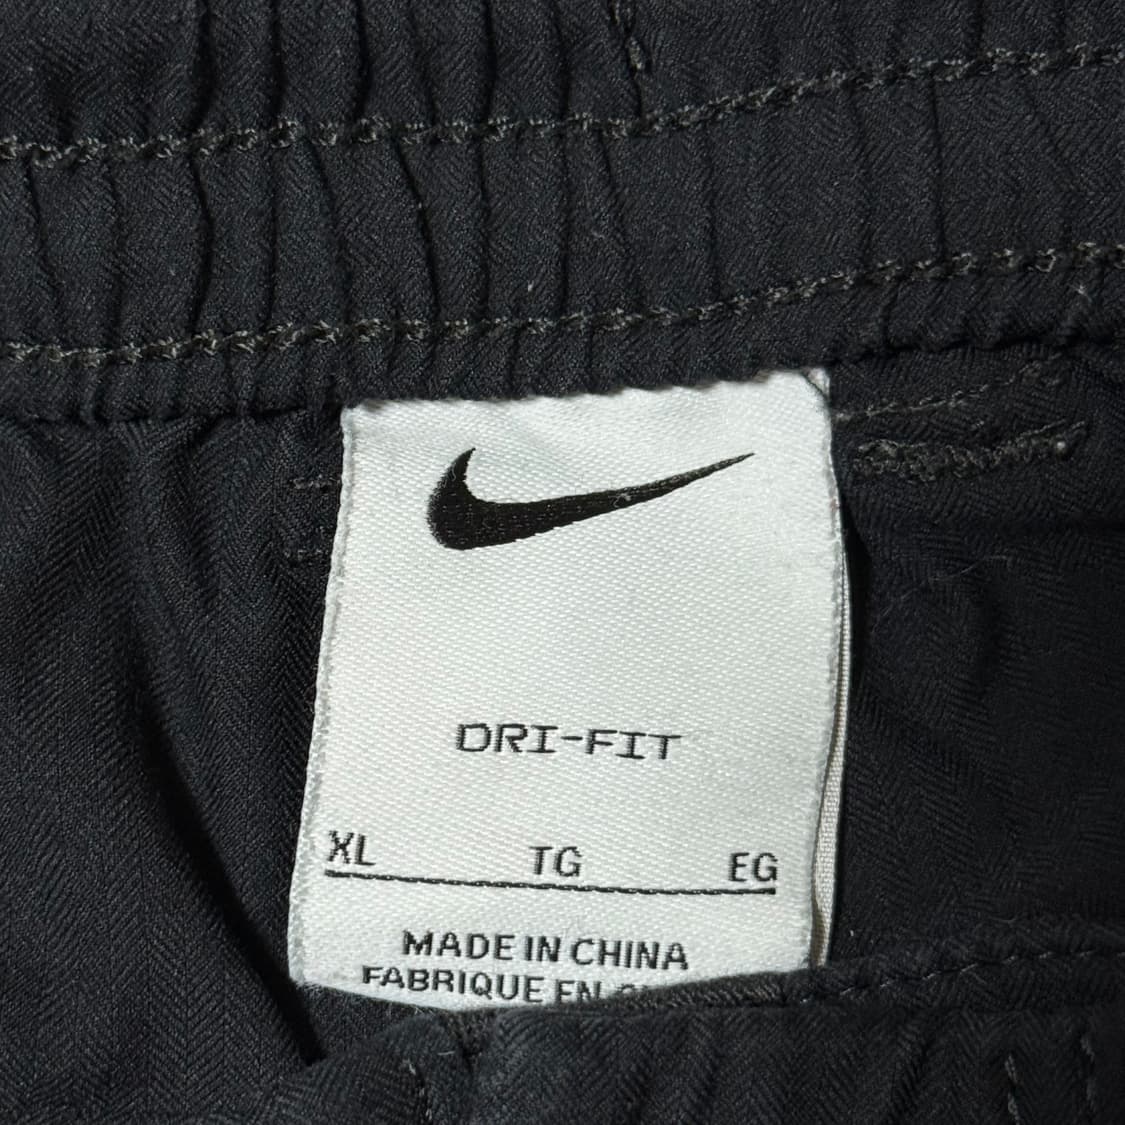 DRI-FIT
XL TG EG
MADE IN CHINA
FABRIQUE EN